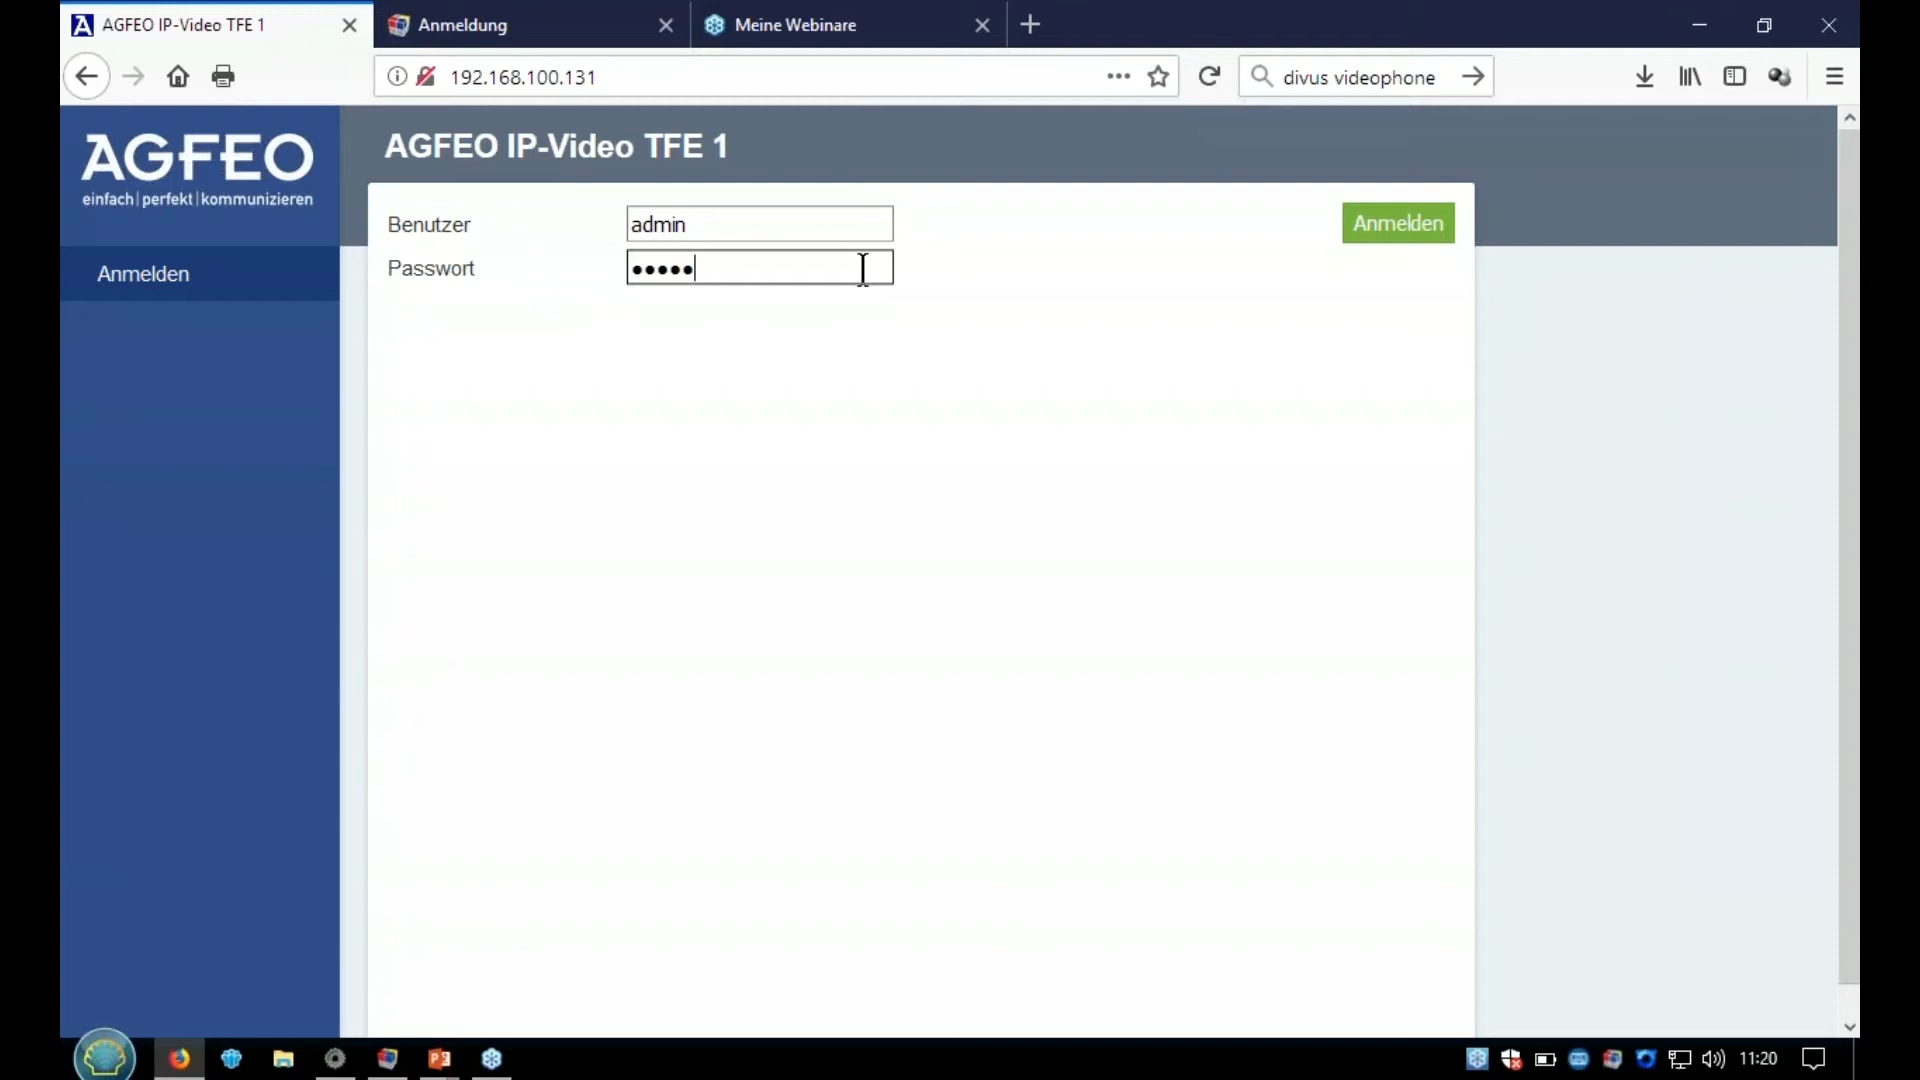 AGFEO IP-Video TFE 1
Anmeldung
Meine Webinare
192.168.100.131
divus videophone
AGFEO
einfach|perfekt|kommunizieren
AGFEO IP-Video TFE 1
Benutzer
admin
Anmelden
Passwort
Anmelden
11:20